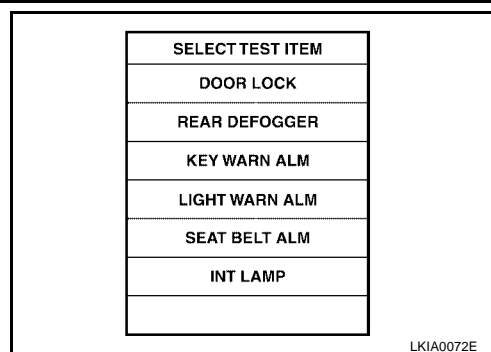 SELECT TEST ITEM
DOOR LOCK
REAR DEFOGGER
KEY WARN ALM
LIGHT WARN ALM
SEAT BELT ALM
INT LAMP
LKIA0072E